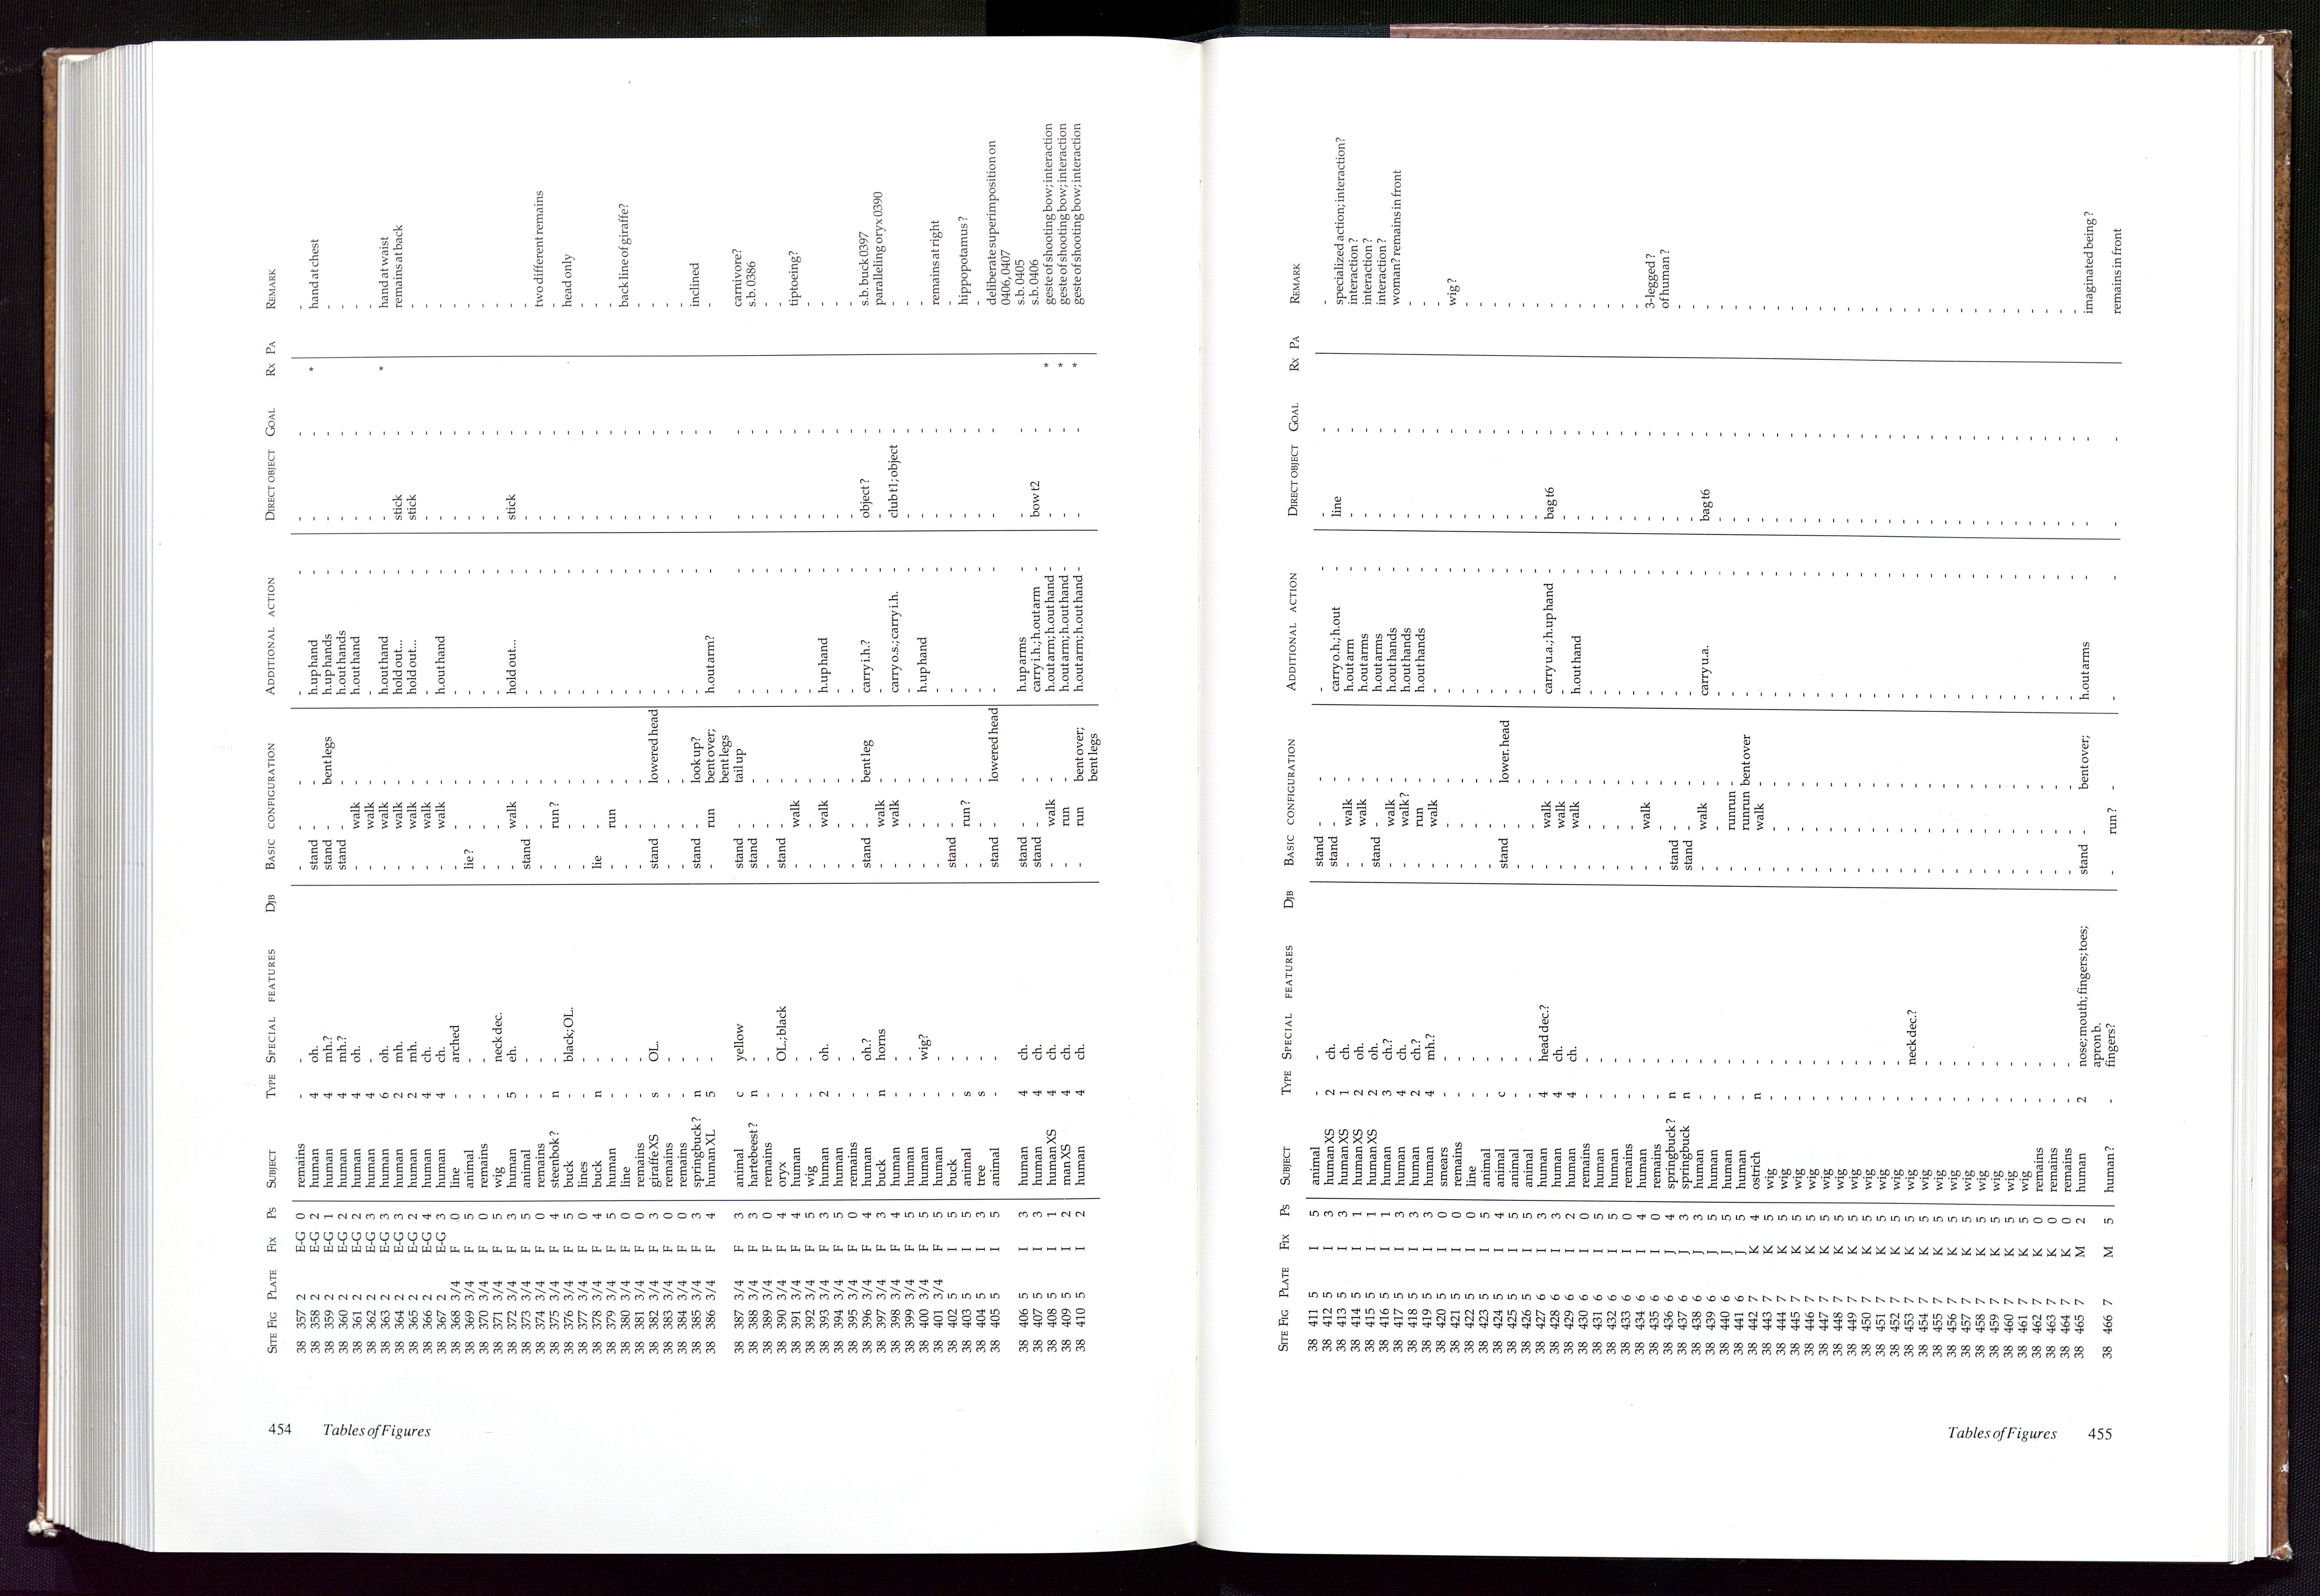 454 Tables of Figures
SITE FIG PLATE FIX PS SUBJECT TYPE SPECIAL FEATURES DJB BASIC CONFIGURATION ADDITIONAL ACTION DIRECT OBJECT GOAL RX PA REMARK
38 357 2 E-G 0 remains - - - - - - - - - -
38 358 2 E-G 2 human 4 oh. stand - - h.up hand - - - * hand at chest
38 359 2 E-G 1 human 4 mh.? stand - bent legs h.up hands - - - -
38 360 2 E-G 2 human 4 mh.? stand - - h.out hands - - - -
38 361 2 E-G 2 human 4 oh. - walk - h.out hand - - - -
38 362 2 E-G 3 human 4 - - walk - - - - - -
38 363 2 E-G 3 human 6 oh. - walk - h.out hand - - - * hand at waist
38 364 2 E-G 3 human 2 mh. - walk - hold out... - stick - remains at back
38 365 2 E-G 2 human 2 mh. - walk - hold out... - stick - -
38 366 2 E-G 4 human 4 ch. - walk - - - - - -
38 367 2 E-G 3 human 4 ch. - walk - h.out hand - - - -
38 368 3/4 F 0 line - arched - - - - - - - -
38 369 3/4 F 5 animal - - lie? - - - - - - -
38 370 3/4 F 0 remains - - - - - - - - - -
38 371 3/4 F 5 wig - neck dec. - - - - - - - -
38 372 3/4 F 3 human 5 ch. - walk - hold out... - stick - -
38 373 3/4 F 5 animal - - stand - - - - - - -
38 374 3/4 F 0 remains - - - - - - - - - two different remains
38 375 3/4 F 4 steenbok? n - - run? - - - - - -
38 376 3/4 F 5 buck - black; OL. - - - - - - - head only
38 377 3/4 F 0 lines - - - - - - - - - -
38 378 3/4 F 4 buck n - lie - - - - - - -
38 379 3/4 F 5 human - - - run - - - - - -
38 380 3/4 F 0 line - - - - - - - - - back line of giraffe?
38 381 3/4 F 0 remains - - - - - - - - - -
38 382 3/4 F 3 giraffe XS s OL. stand - lowered head - - - - -
38 383 3/4 F 0 remains - - - - - - - - - -
38 384 3/4 F 0 remains - - - - - - - - - -
38 385 3/4 F 3 springbuck? n - stand - look up? - - - - inclined
38 386 3/4 F 4 human XL 5 - - run bent over; h.out arm? - - - -
bent legs
38 387 3/4 F 3 animal c yellow stand - tail up - - - - carnivore?
38 388 3/4 F 3 hartebeest? n - stand - - - - - - s.b. 0386
38 389 3/4 F 0 remains - - - - - - - - - -
38 390 3/4 F 4 oryx - OL.; black stand - - - - - - -
38 391 3/4 F 4 human - - - walk - - - - - tiptoeing?
38 392 3/4 F 5 wig - - - - - - - - - -
38 393 3/4 F 3 human 2 oh. - walk - h.up hand - - - -
38 394 3/4 F 5 human - - - - - - - - - -
38 395 3/4 F 0 remains - - - - - - - - - -
38 396 3/4 F 4 human - oh.? stand - bent leg carry i.h.? - object? - s.b. buck 0397
38 397 3/4 F 3 buck n horns - walk - - - - - paralleling oryx 0390
38 398 3/4 F 4 human - - - walk - carry o.s.; carry i.h. - club t1; object - -
38 399 3/4 F 5 human - - - - - - - - - -
38 400 3/4 F 5 human - wig? - - - h.up hand - - - -
38 401 3/4 F 5 human - - - - - - - - - remains at right
38 402 5 I 5 buck - - stand - - - - - - -
38 403 5 I 5 animal s - - run? - - - - - hippopotamus?
38 404 5 I 3 tree s - - - - - - - - -
38 405 5 I 5 animal - - stand - lowered head - - - - deliberate superimposition on
0406, 0407
38 406 5 I 3 human 4 ch. stand - - h.up arms - - - s.b. 0405
38 407 5 I 3 human 4 ch. stand - - carry i.h.; h.out arm - bow t2 - s.b. 0406
38 408 5 I 1 human XS 4 ch. - walk - h.out arm; h.out hand - - - * geste of shooting bow; interaction
38 409 5 I 2 man XS 4 ch. - run - h.out arm; h.out hand - - - * geste of shooting bow; interaction
38 410 5 I 2 human 4 ch. - run bent over; h.out arm; h.out hand - - - * geste of shooting bow; interaction
bent legs
SITE FIG PLATE FIX PS SUBJECT TYPE SPECIAL FEATURES DJB BASIC CONFIGURATION ADDITIONAL ACTION DIRECT OBJECT GOAL RX PA REMARK
38 411 5 I 5 animal - - stand - - - - - - -
38 412 5 I 3 human XS 2 ch. stand - - carry o.h.; h.out - line - specialized action; interaction?
38 413 5 I 3 human XS 1 ch. - walk - h.out arm - - - interaction?
38 414 5 I 1 human XS 2 oh. - walk - h.out arms - - - interaction?
38 415 5 I 1 human XS 2 oh. stand - - h.out arms - - - interaction?
38 416 5 I 1 human 3 ch.? - walk - h.out hands - - - woman? remains in front
38 417 5 I 3 human 4 ch. - walk? - h.out hands - - - -
38 418 5 I 3 human 2 ch.? - run - h.out hands - - - -
38 419 5 I 3 human 4 mh.? - walk - - - - - -
38 420 5 I 0 smears - - - - - - - - - wig?
38 421 5 I 0 remains - - - - - - - - - -
38 422 5 I 0 line - - - - - - - - - -
38 423 5 I 5 animal - - - - - - - - - -
38 424 5 I 4 animal c - stand - lower. head - - - - -
38 425 5 I 5 animal - - - - - - - - - -
38 426 5 I 5 animal - - - - - - - - - -
38 427 6 I 3 human 4 head dec.? - walk - carry u.a.; h.up hand - bag t6 - -
38 428 6 I 3 human 4 ch. - walk - - - - - -
38 429 6 I 2 human 4 ch. - walk - h.out hand - - - -
38 430 6 I 0 remains - - - - - - - - - -
38 431 6 I 5 human - - - - - - - - - -
38 432 6 I 5 human - - - - - - - - - -
38 433 6 I 0 remains - - - - - - - - - -
38 434 6 I 4 human - - - walk - - - - - 3-legged?
38 435 6 I 0 remains - - - - - - - - - of human?
38 436 6 J 4 springbuck? n - stand - - - - - - -
38 437 6 J 3 springbuck n - stand - - - - - - -
38 438 6 J 3 human - - - walk - carry u.a. - bag t6 - -
38 439 6 J 5 human - - - - - - - - - -
38 440 6 J 5 human - - - runrun - - - - - -
38 441 6 J 5 human - - - runrun bent over - - - - -
38 442 7 K 4 ostrich n - - walk - - - - - -
38 443 7 K 5 wig - - - - - - - - - -
38 444 7 K 5 wig - - - - - - - - - -
38 445 7 K 5 wig - - - - - - - - - -
38 446 7 K 5 wig - - - - - - - - - -
38 447 7 K 5 wig - - - - - - - - - -
38 448 7 K 5 wig - - - - - - - - - -
38 449 7 K 5 wig - - - - - - - - - -
38 450 7 K 5 wig - - - - - - - - - -
38 451 7 K 5 wig - - - - - - - - - -
38 452 7 K 5 wig - - - - - - - - - -
38 453 7 K 5 wig - neck dec.? - - - - - - - -
38 454 7 K 5 wig - - - - - - - - - -
38 455 7 K 5 wig - - - - - - - - - -
38 456 7 K 5 wig - - - - - - - - - -
38 457 7 K 5 wig - - - - - - - - - -
38 458 7 K 5 wig - - - - - - - - - -
38 459 7 K 5 wig - - - - - - - - - -
38 460 7 K 5 wig - - - - - - - - - -
38 461 7 K 5 wig - - - - - - - - - -
38 462 7 K 0 remains - - - - - - - - - -
38 463 7 K 0 remains - - - - - - - - - -
38 464 7 K 0 remains - - - - - - - - - -
38 465 7 M 2 human 2 nose; mouth; fingers; toes; stand - bent over; h.out arms - - - imaginated being?
apron b.
38 466 7 M 5 human? - fingers? - run? - - - - - remains in front
Tables of Figures 455